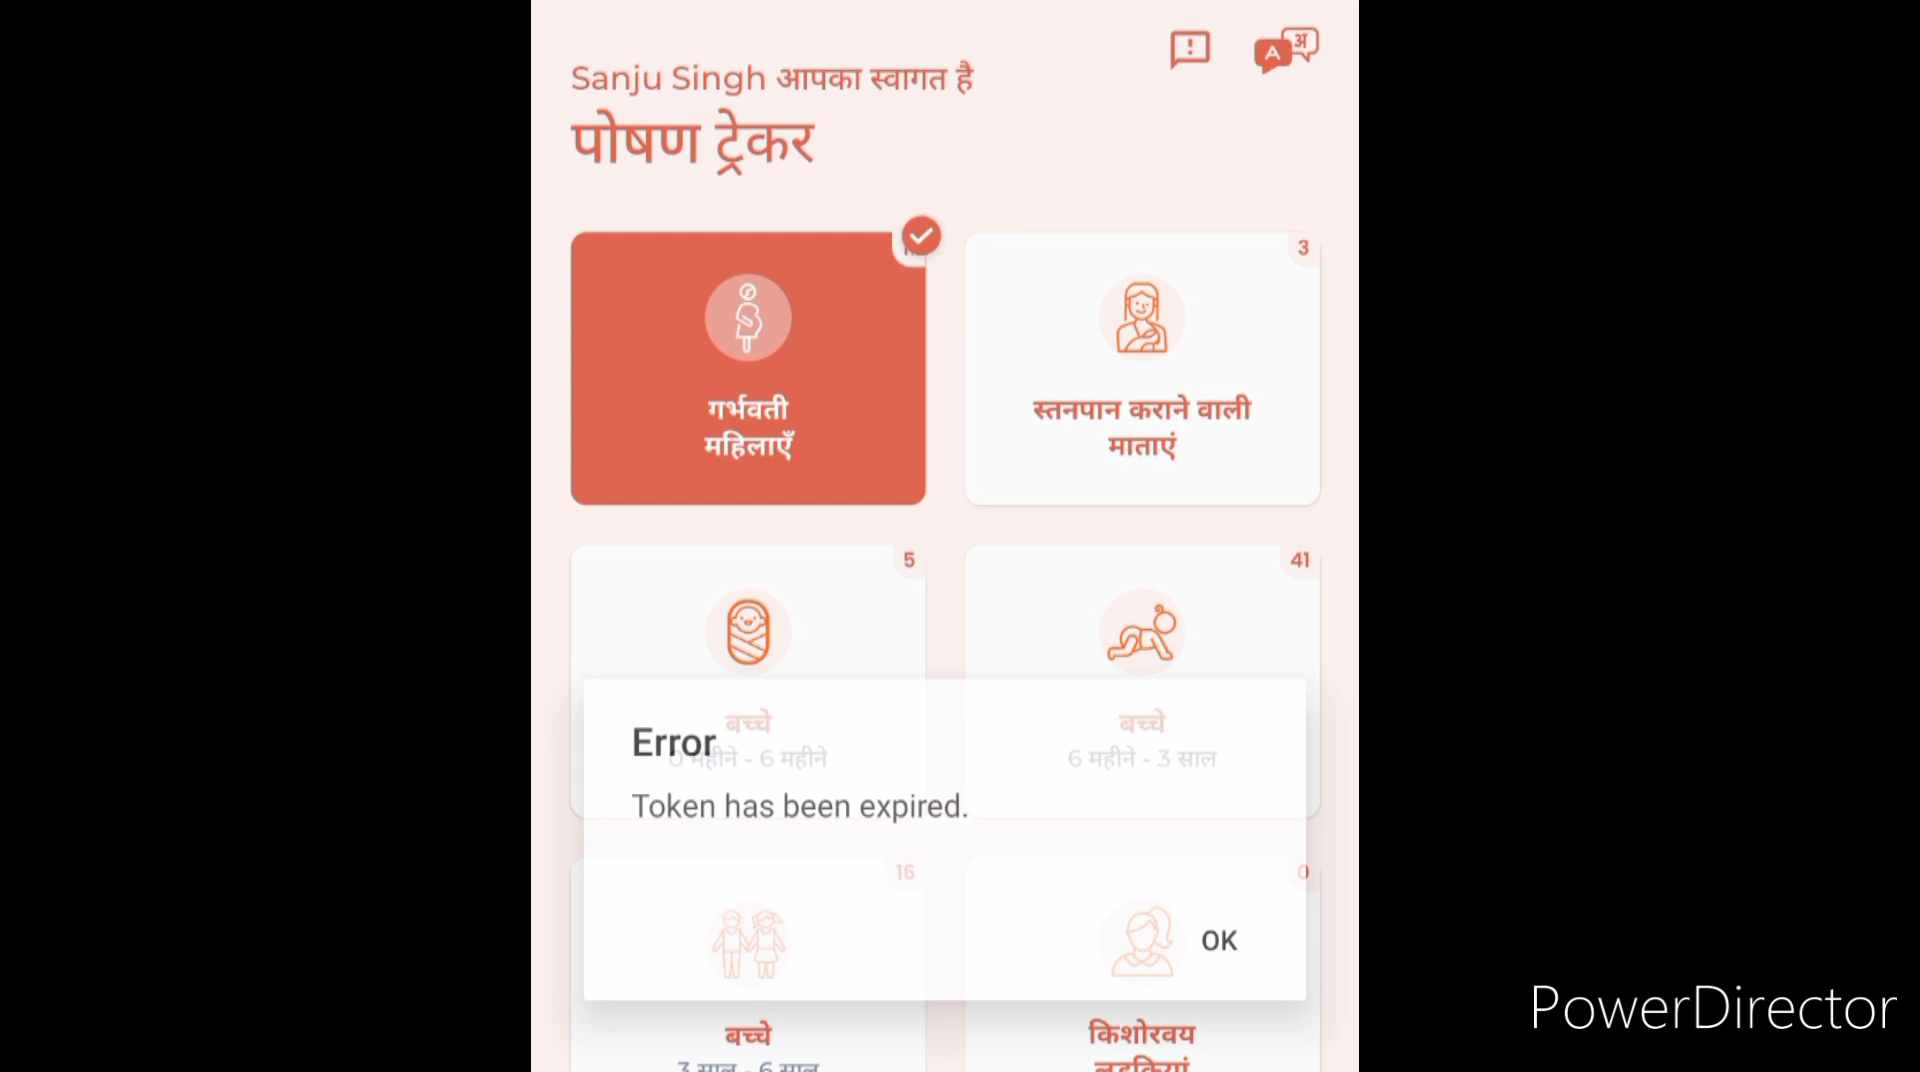 Sanju Singh आपका स्वागत है
पोषण ट्रेकर
A अ
3
गर्भवती
महिलाएँ
स्तनपान कराने वाली
माताएं
5
41
बच्चे
0 महीने - 6 महीने
बच्चे
6 महीने - 3 साल
Error
Token has been expired.
16
0
OK
बच्चे
3 साल - 6 साल
किशोरवय
लड़कियां
PowerDirector